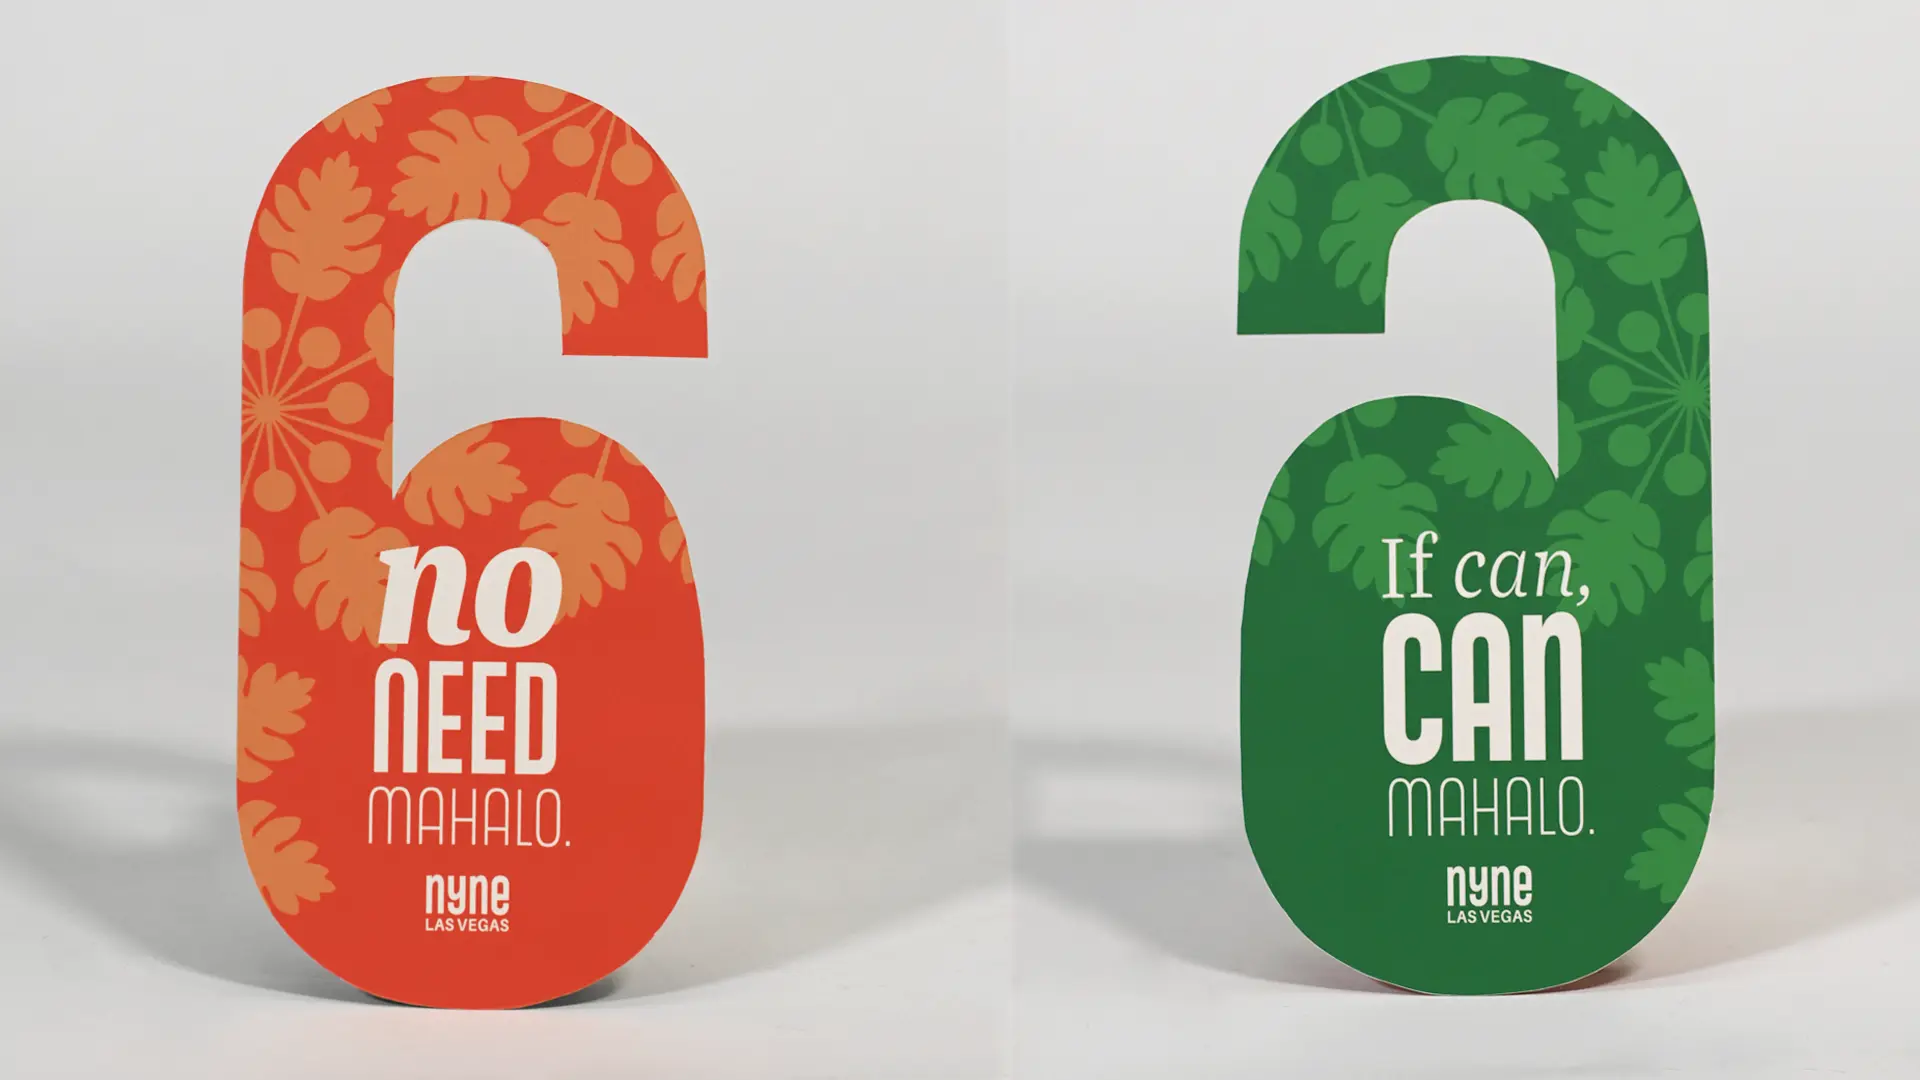 no
NEED
MAHALO.
nyne
LAS VEGAS
If can,
CAN
MAHALO.
nyne
LAS VEGAS